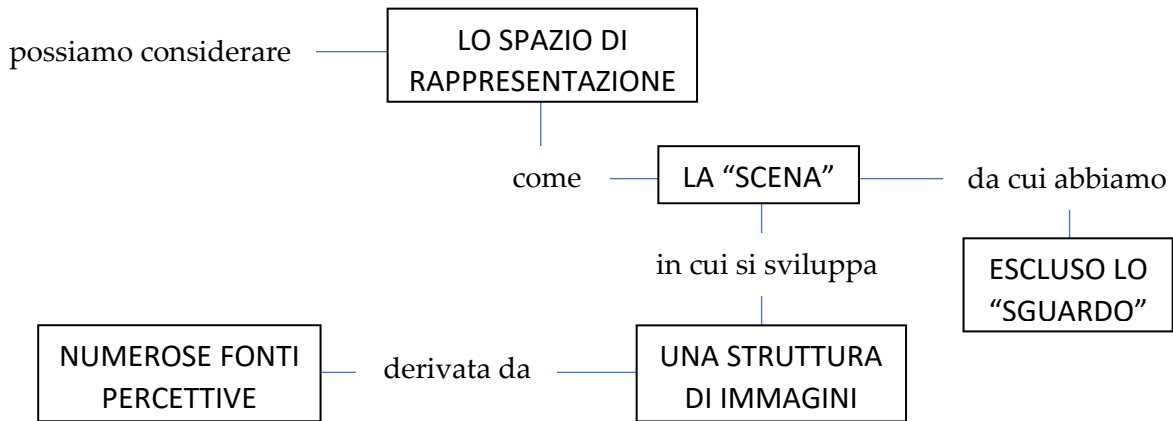 possiamo considerare
LO SPAZIO DI
RAPPRESENTAZIONE
come
LA “SCENA”
da cui abbiamo
ESCLUSO LO
“SGUARDO”
in cui si sviluppa
UNA STRUTTURA
DI IMMAGINI
derivata da
NUMEROSE FONTI
PERCETTIVE